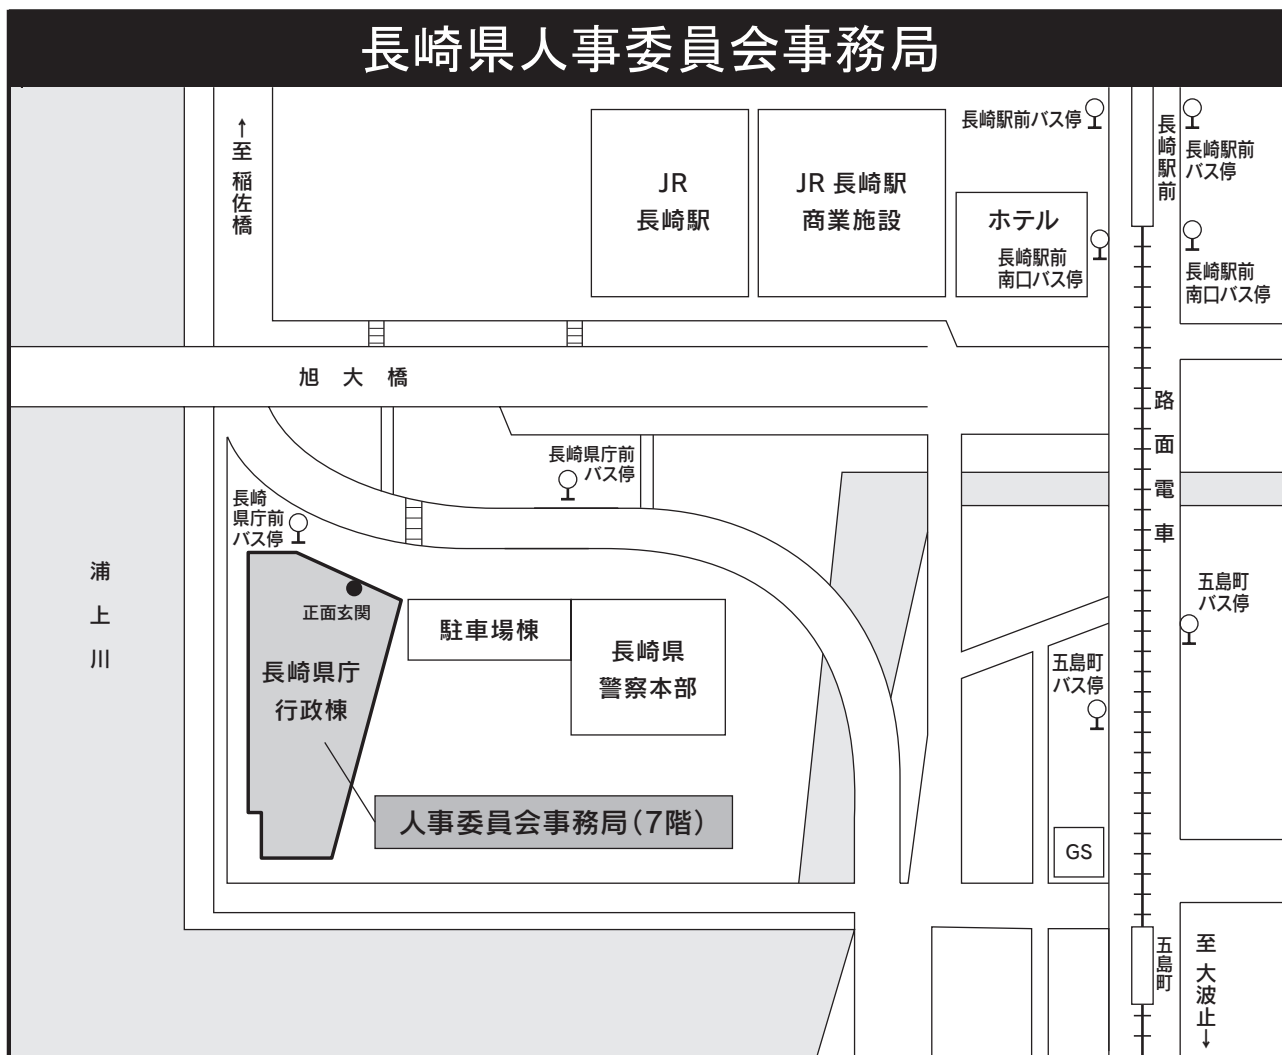 長崎県人事委員会事務局
↑至 稲佐橋
JR
長崎駅
JR 長崎駅
商業施設
長崎駅前バス停
ホテル
長崎駅前
南口バス停
長崎駅前
長崎駅前
バス停
長崎駅前
南口バス停
旭大橋
路面電車
長崎県庁前
バス停
長崎
県庁前
バス停
浦上川
正面玄関
長崎県庁
行政棟
駐車場棟
長崎県
警察本部
五島町
バス停
五島町
バス停
人事委員会事務局（7階）
GS
五島町
至 大波止→